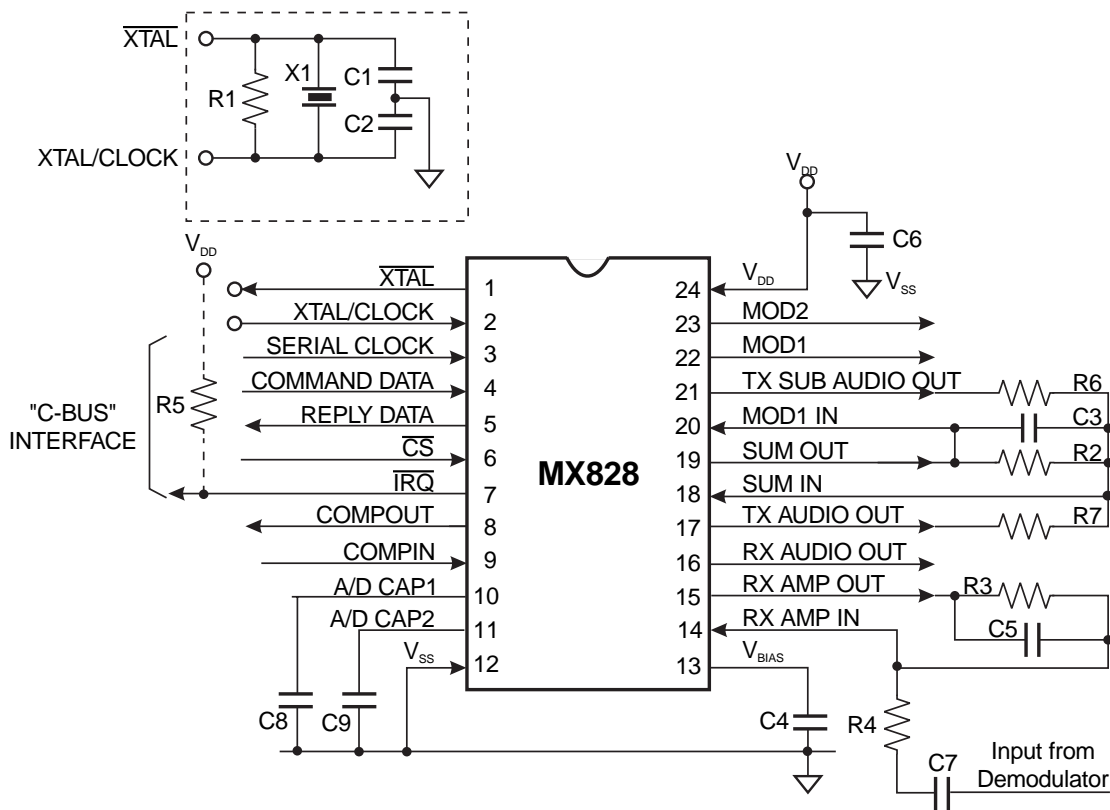 XTAL
X1
C1
R1
C2
XTAL/CLOCK
VDD
C6
VSS
VDD
"C-BUS"
INTERFACE
R5
XTAL
1
XTAL/CLOCK
2
SERIAL CLOCK
3
COMMAND DATA
4
REPLY DATA
5
CS
6
IRQ
7
COMPOUT
8
COMPIN
9
A/D CAP1
10
A/D CAP2
11
VSS
12
C8
C9
MX828
24
VDD
23
MOD2
22
MOD1
21
TX SUB AUDIO OUT
R6
20
MOD1 IN
C3
19
SUM OUT
R2
18
SUM IN
17
TX AUDIO OUT
R7
16
RX AUDIO OUT
15
RX AMP OUT
R3
14
RX AMP IN
C5
13
VBIAS
C4
R4
C7
Input from
Demodulator